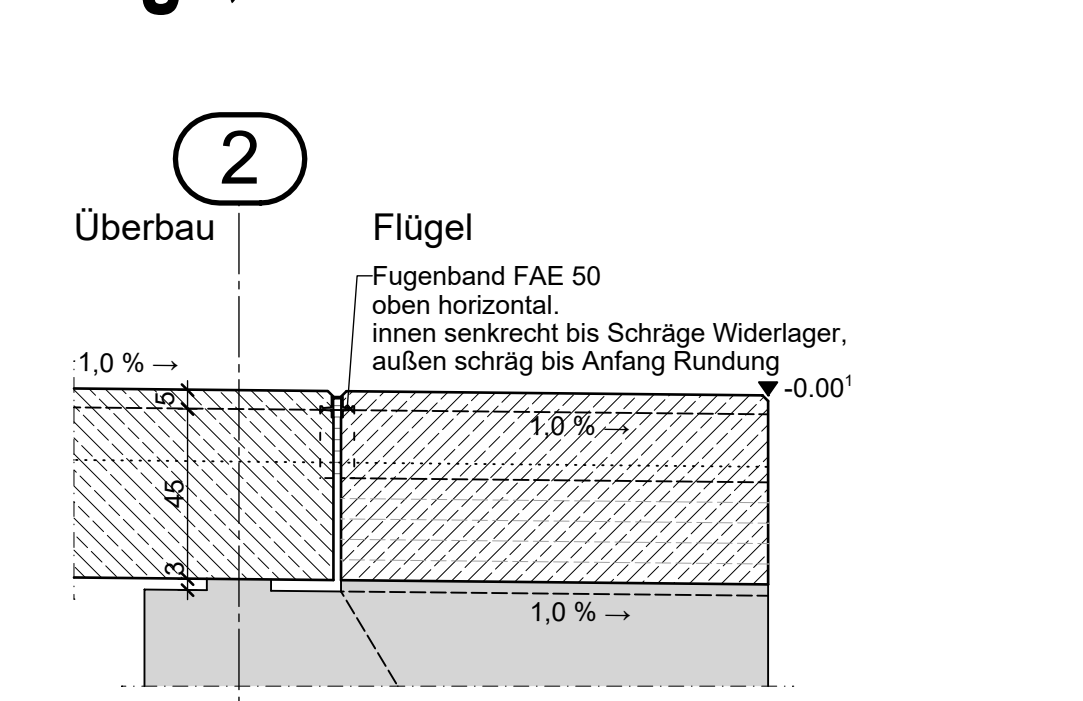 2
Überbau
Flügel
Fugenband FAE 50
oben horizontal.
innen senkrecht bis Schräge Widerlager,
außen schräg bis Anfang Rundung
1,0 % →
-0.00¹
5
1,0 % →
45
3
1,0 % →